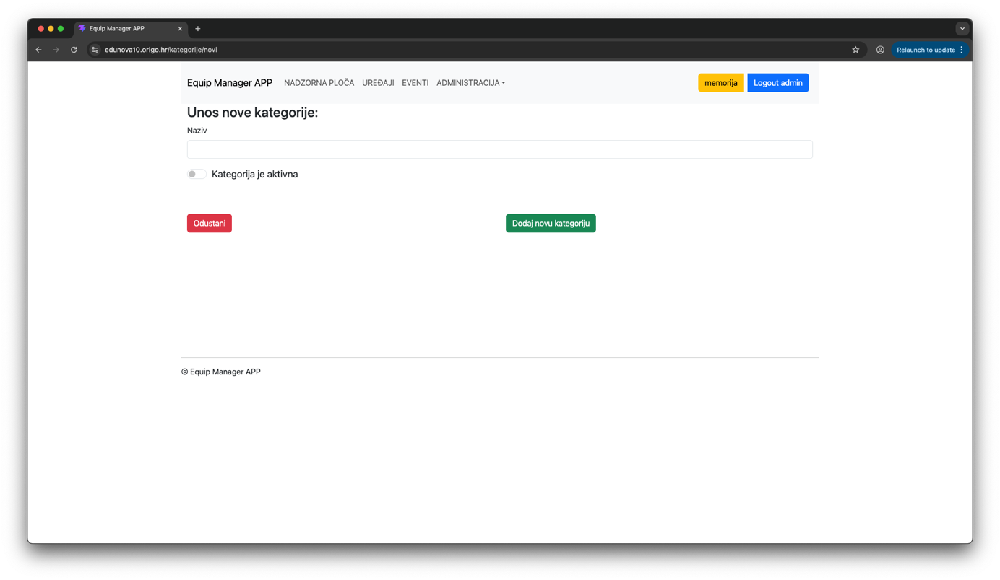 Equip Manager APP
edunova10.origo.hr/kategorije/novi
Relaunch to update
Equip Manager APP NADZORNA PLOČA UREĐAJI EVENTI ADMINISTRACIJA memorija Logout admin
Unos nove kategorije:
Naziv
Kategorija je aktivna
Odustani Dodaj novu kategoriju
© Equip Manager APP